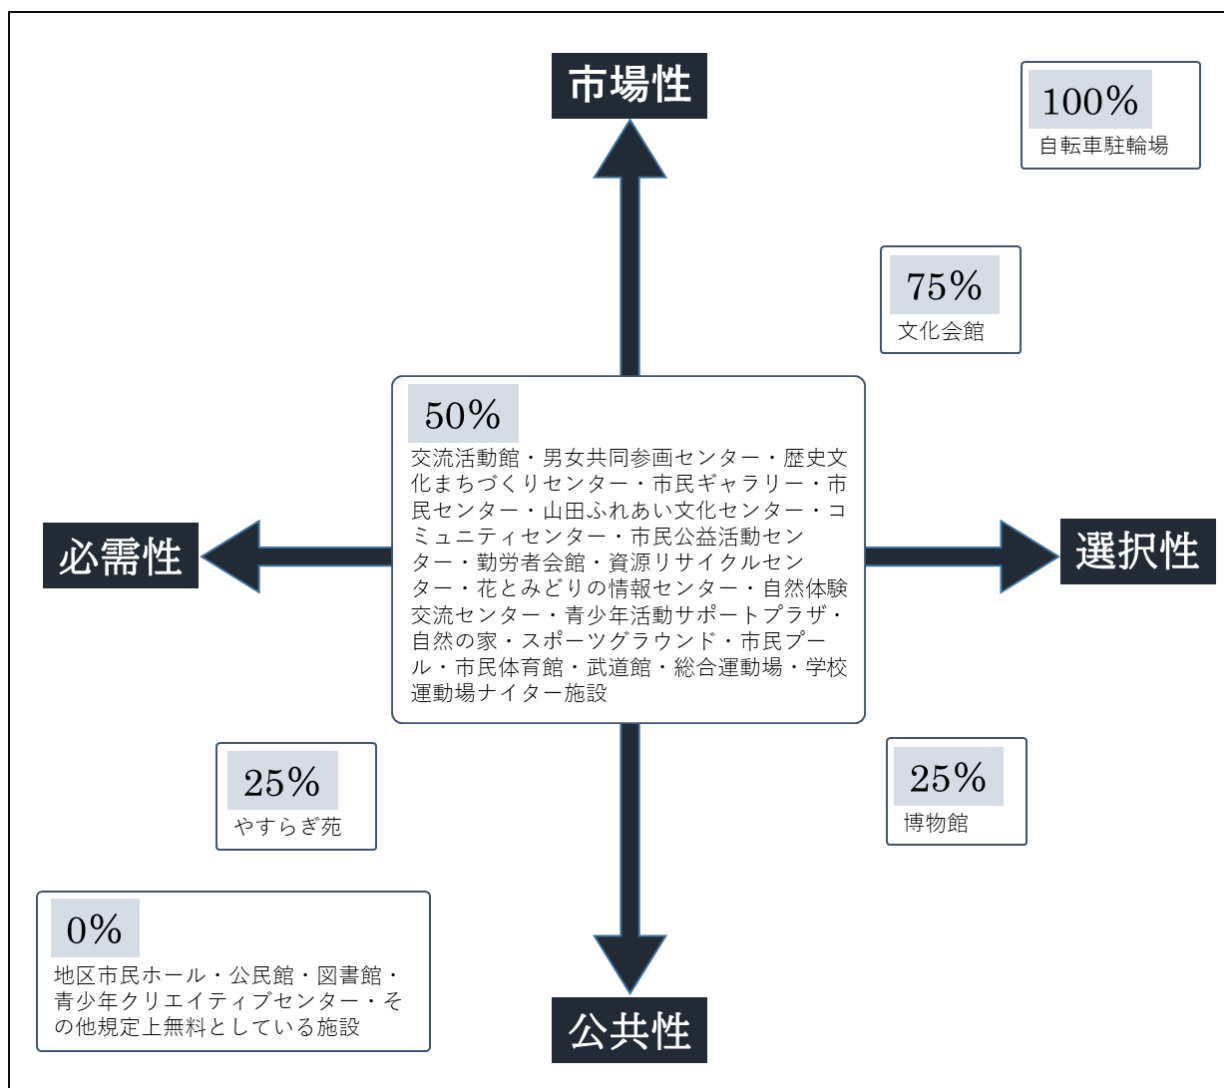 市場性
100%
自転車駐輪場
75%
文化会館
50%
交流活動館・男女共同参画センター・歴史文
化まちづくりセンター・市民ギャラリー・市
民センター・山田ふれあい文化センター・コ
ミュニティセンター・市民公益活動セン
ター・勤労者会館・資源リサイクルセン
ター・花とみどりの情報センター・自然体験
交流センター・青少年活動サポートプラザ・
自然の家・スポーツグラウンド・市民プー
ル・市民体育館・武道館・総合運動場・学校
運動場ナイター施設
必需性
選択性
25%
やすらぎ苑
25%
博物館
0%
地区市民ホール・公民館・図書館・
青少年クリエイティブセンター・そ
の他規定上無料としている施設
公共性